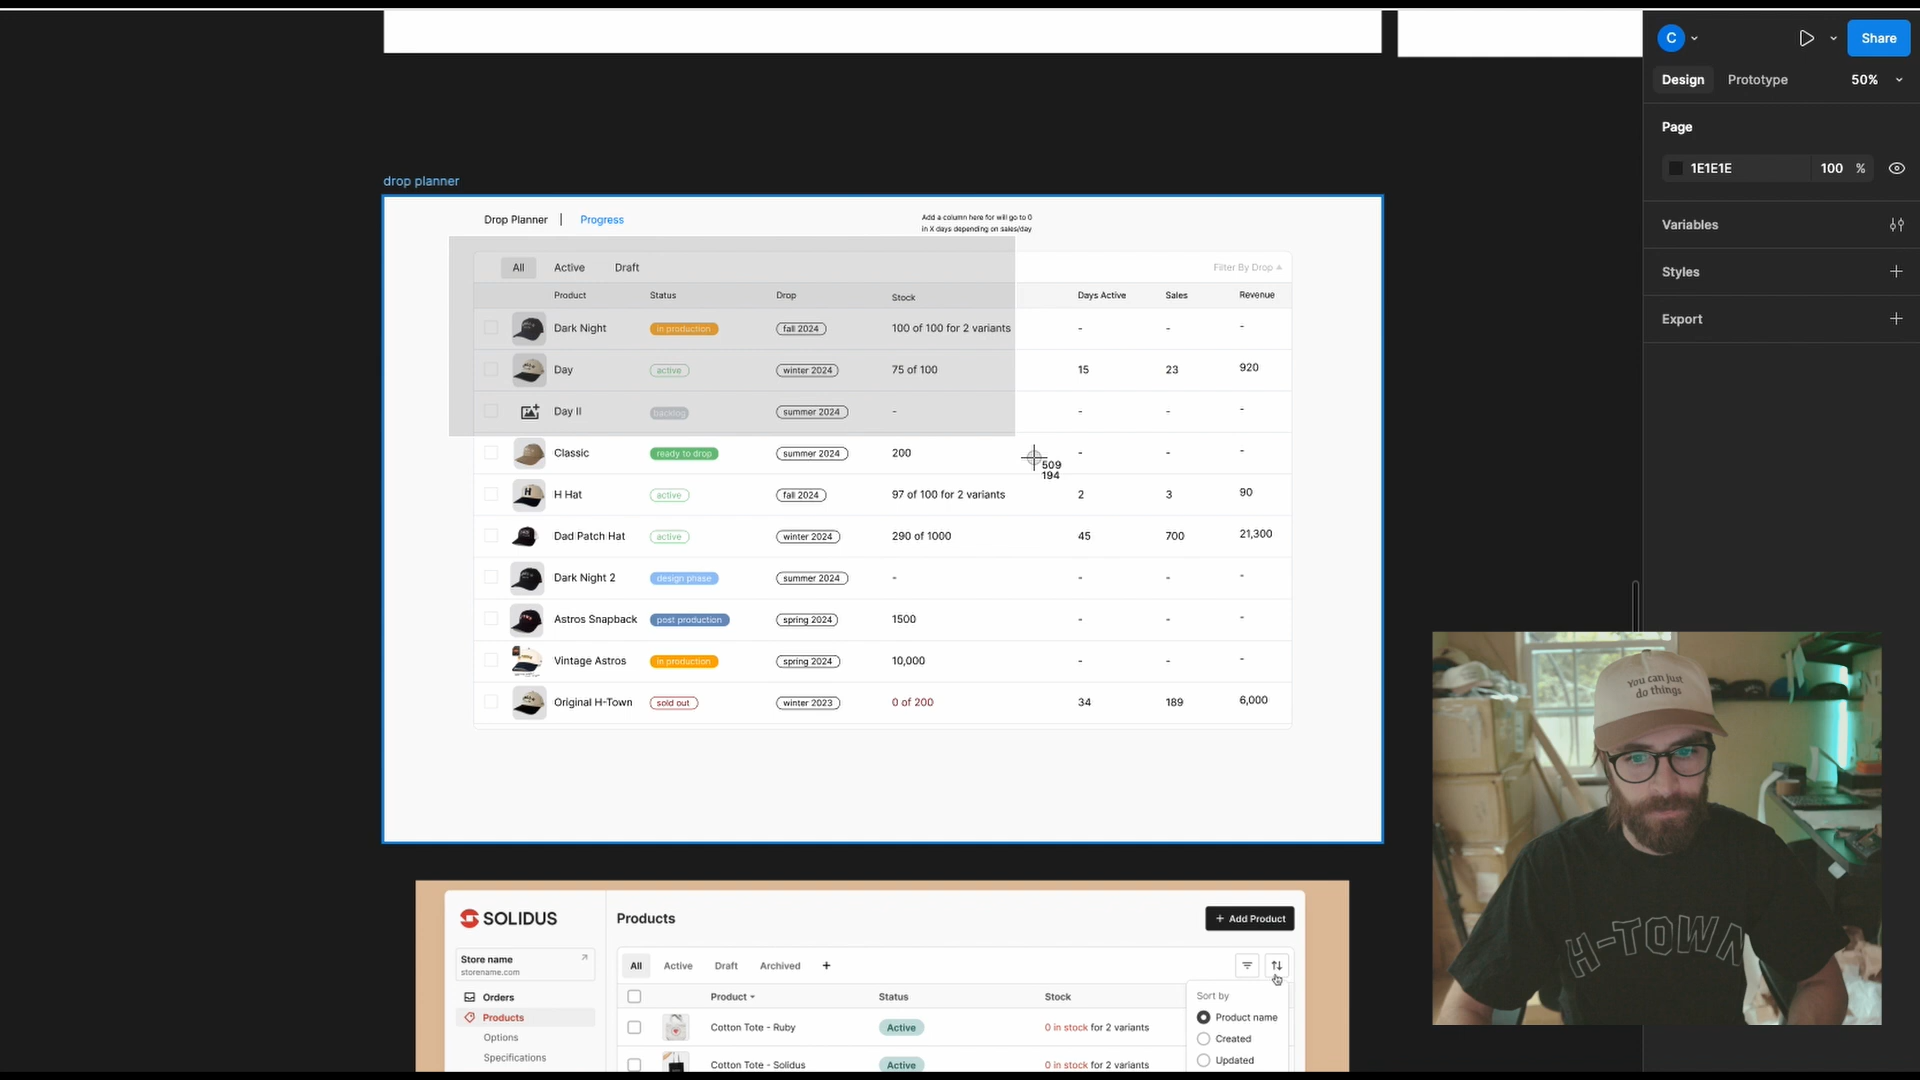 C
Share
Design Prototype 50%
Page
1E1E1E 100 %
Variables
Styles
Export
drop planner
Drop Planner | Progress
Add a column here for will go to 0
in X days depending on sales/day
All Active Draft Filter By Drop
Product Status Drop Stock Days Active Sales Revenue
Dark Night in production fall 2024 100 of 100 for 2 variants - - -
Day active winter 2024 75 of 100 15 23 920
Day II backlog summer 2024 - - - -
Classic ready to drop summer 2024 200 - - -
509
194
H Hat active fall 2024 97 of 100 for 2 variants 2 3 90
Dad Patch Hat active winter 2024 290 of 1000 45 700 21,300
Dark Night 2 design phase summer 2024 - - - -
Astros Snapback post production spring 2024 1500 - - -
Vintage Astros in production spring 2024 10,000 - - -
Original H-Town sold out winter 2023 0 of 200 34 189 6,000
You can just
do things
H-TOWN
SOLIDUS
Products
+ Add Product
Store name
storename.com
All Active Draft Archived +
Orders
Products
Options
Specifications
Product Status Stock
Sort by
Product name
Created
Updated
Cotton Tote - Ruby Active 0 in stock for 2 variants
Cotton Tote - Solidus Active 0 in stock for 2 variants